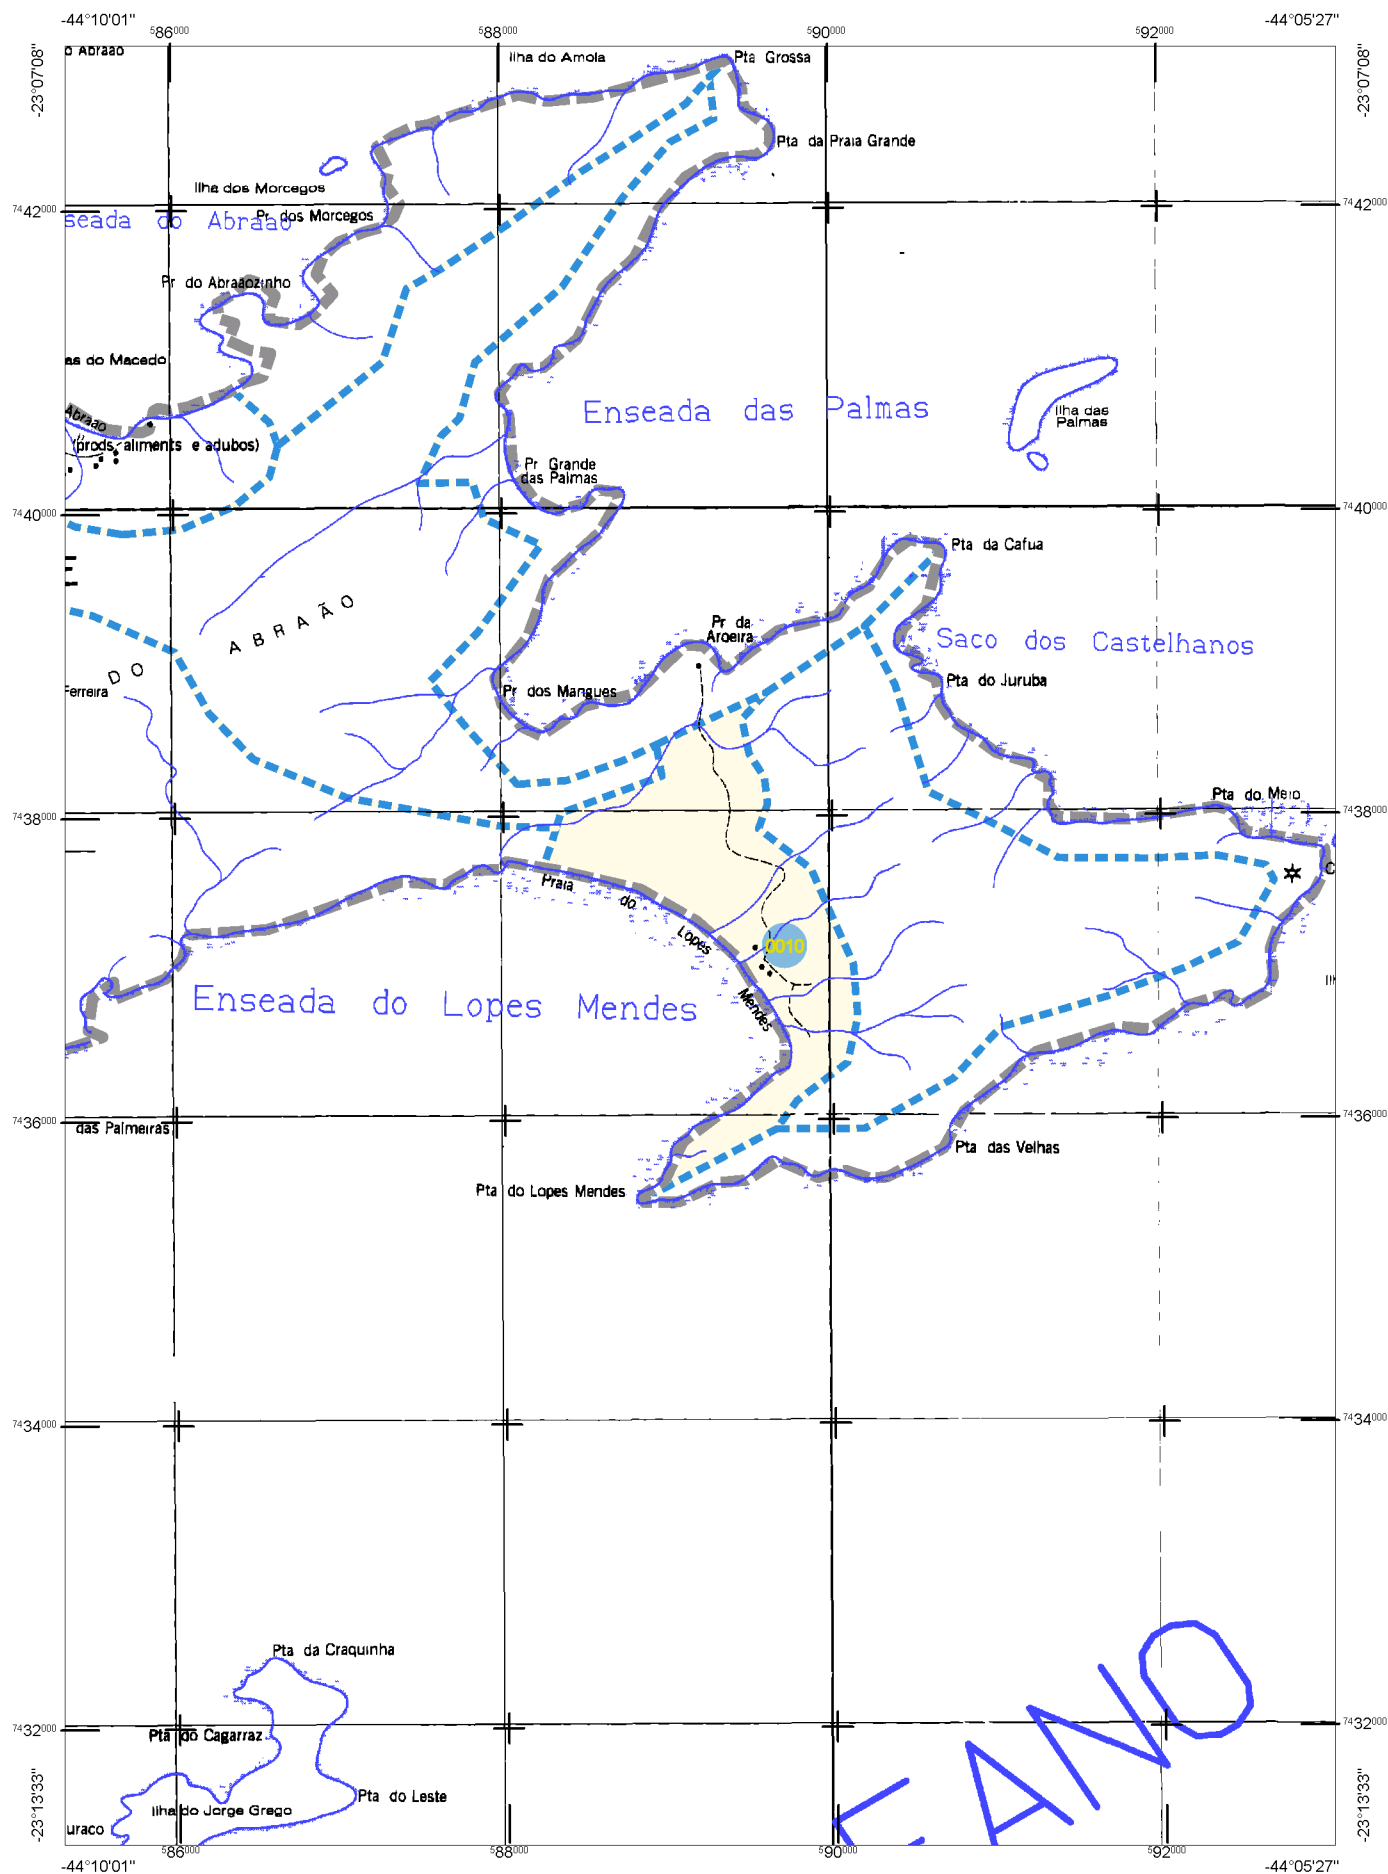 -44°10'01"
-44°05'27"
586000
588000
590000
592000
-23°07'08"
-23°07'08"
o Abraão
Ilha do Amola
Pta Grossa
Pta da Praia Grande
Ilha dos Morcegos
7442000
7442000
seada do Abraão
Pr dos Morcegos
Pr do Abraãozinho
as do Macedo
Enseada das Palmas
Ilha das
Palmas
Abraão
(prods aliments e adubos)
Pr Grande
das Palmas
7440000
7440000
Pta da Cafua
E
ABRAÃO
Pr da
Aroeira
Saco dos Castelhanos
DO
Pta do Juruba
Ferreira
Pr dos Mangues
Pta do Meio
7438000
7438000
Praia do Lopes Mendes
0010
Enseada do Lopes Mendes
7436000
7436000
das Palmeiras
Pta das Velhas
Pta do Lopes Mendes
7434000
7434000
Pta da Craquinha
7432000
7432000
Pta do Cagarraz
Pta do Leste
Ilha do Jorge Grego
uraco
EANO
-23°13'33"
-23°13'33"
586000
588000
590000
592000
-44°10'01"
-44°05'27"